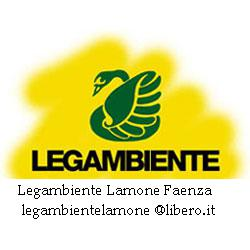 LEGAMBIENTE
Legambiente Lamone Faenza
legambientelamone @libero.it